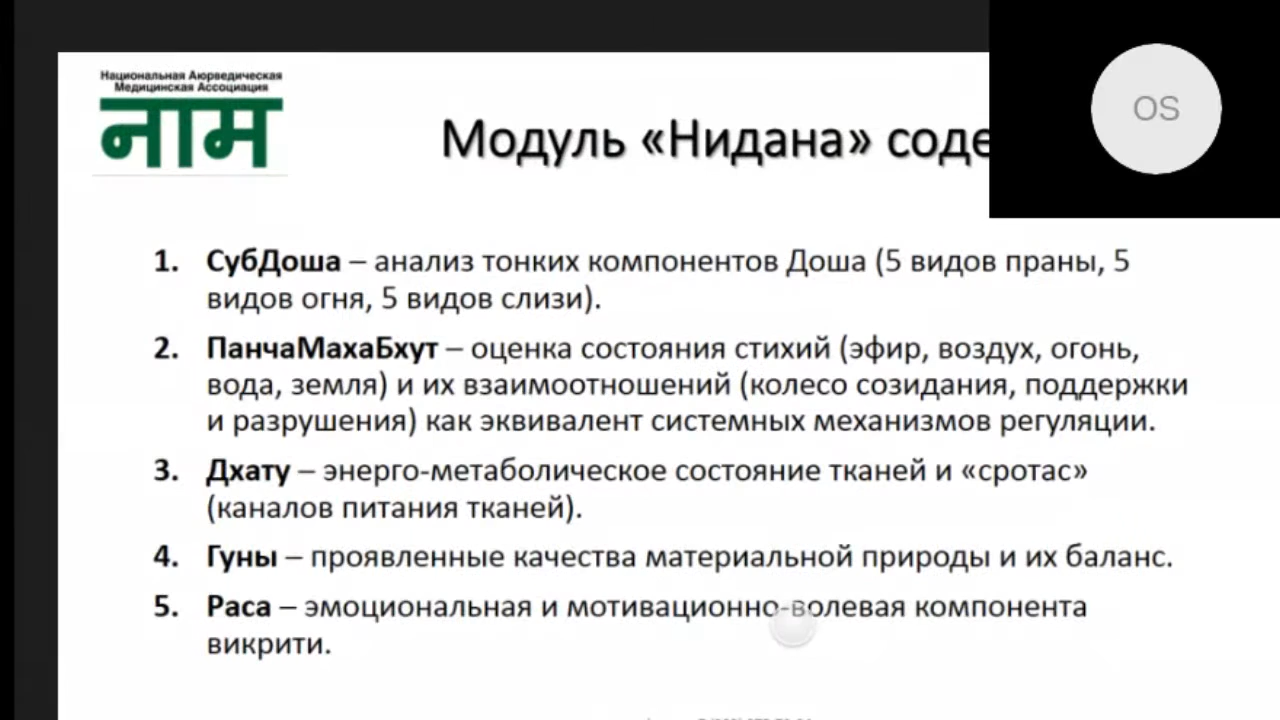 Национальная Аюрведическая
Медицинская Ассоциация
नाम
OS
Модуль «Нидана»
1. СубДоша – анализ тонких компонентов Доша (5 видов праны, 5
видов огня, 5 видов слизи).
2. ПанчаМахаБхут – оценка состояния стихий (эфир, воздух, огонь,
вода, земля) и их взаимоотношений (колесо созидания, поддержки
и разрушения) как эквивалент системных механизмов регуляции.
3. Дхату – энерго-метаболическое состояние тканей и «сротас»
(каналов питания тканей).
4. Гуны – проявленные качества материальной природы и их баланс.
5. Раса – эмоциональная и мотивационно-волевая компонента
викрити.